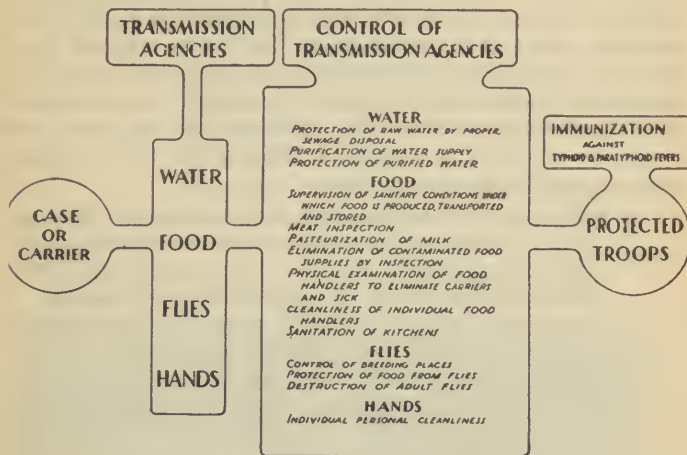 TRANSMISSION
AGENCIES
CONTROL OF
TRANSMISSION AGENCIES
CASE
OR
CARRIER
WATER
FOOD
FLIES
HANDS
WATER
PROTECTION OF RAW WATER BY PROPER
SEWAGE DISPOSAL
PURIFICATION OF WATER SUPPLY
PROTECTION OF PURIFIED WATER
FOOD
SUPERVISION OF SANITARY CONDITIONS UNDER
WHICH FOOD IS PRODUCED, TRANSPORTED
AND STORED
MEAT INSPECTION
PASTEURIZATION OF MILK
ELIMINATION OF CONTAMINATED FOOD
SUPPLIES BY INSPECTION
PHYSICAL EXAMINATION OF FOOD
HANDLERS TO ELIMINATE CARRIERS
AND SICK
CLEANLINESS OF INDIVIDUAL FOOD
HANDLERS
SANITATION OF KITCHENS
FLIES
CONTROL OF BREEDING PLACES
PROTECTION OF FOOD FROM FLIES
DESTRUCTION OF ADULT FLIES
HANDS
INDIVIDUAL PERSONAL CLEANLINESS
IMMUNIZATION
AGAINST
TYPHOID & PARATYPHOID FEVERS
PROTECTED
TROOPS